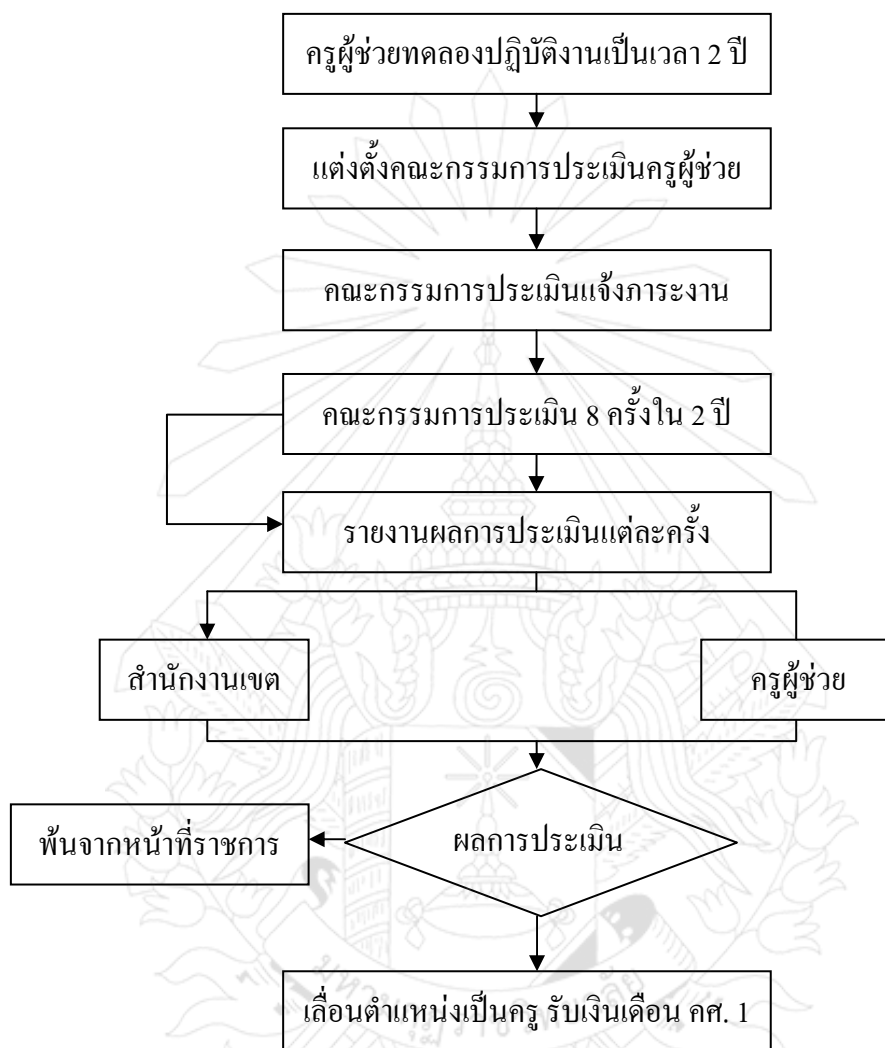 ครูผู้ช่วยทดลองปฏิบัติงานเป็นเวลา 2 ปี
แต่งตั้งคณะกรรมการประเมินครูผู้ช่วย
คณะกรรมการประเมินแจ้งภาระงาน
คณะกรรมการประเมิน 8 ครั้งใน 2 ปี
รายงานผลการประเมินแต่ละครั้ง
สำนักงานเขต
ครูผู้ช่วย
ผลการประเมิน
พ้นจากหน้าที่ราชการ
เลื่อนตำแหน่งเป็นครู รับเงินเดือน คศ. 1